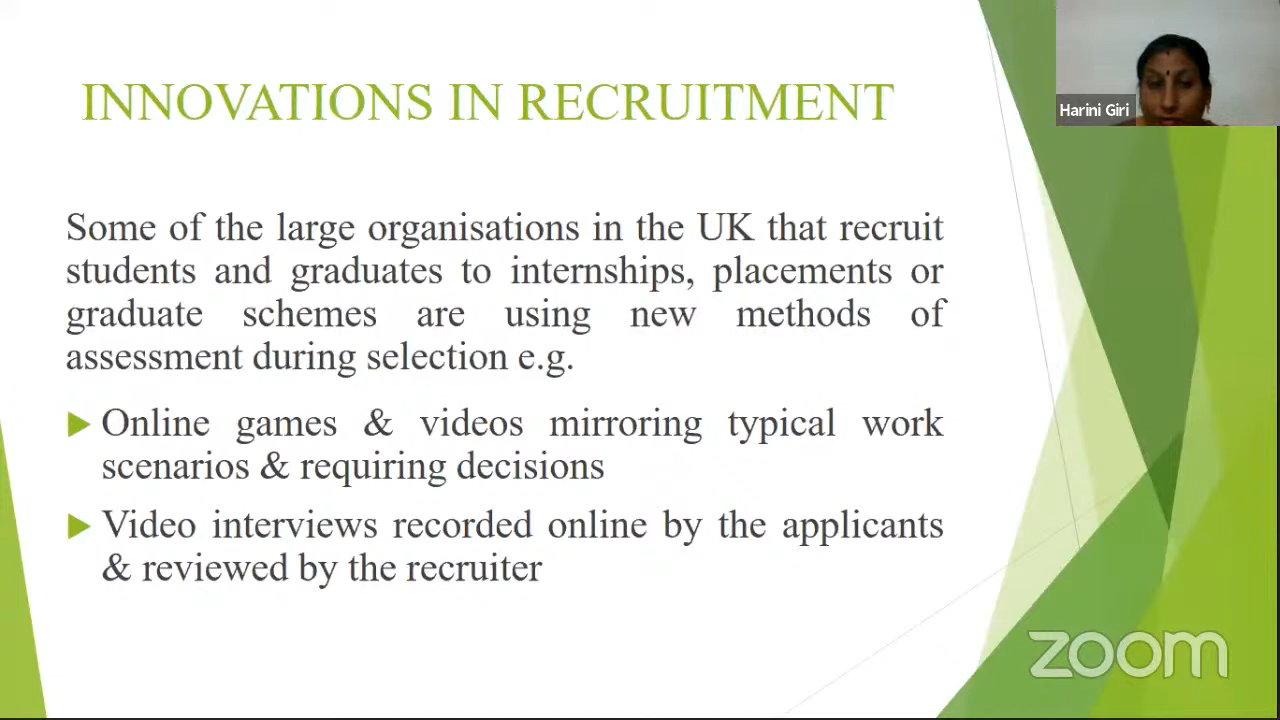 INNOVATIONS IN RECRUITMENT
Harini Giri
Some of the large organisations in the UK that recruit
students and graduates to internships, placements or
graduate schemes are using new methods of
assessment during selection e.g.
Online games & videos mirroring typical work
scenarios & requiring decisions
Video interviews recorded online by the applicants
& reviewed by the recruiter
zoom